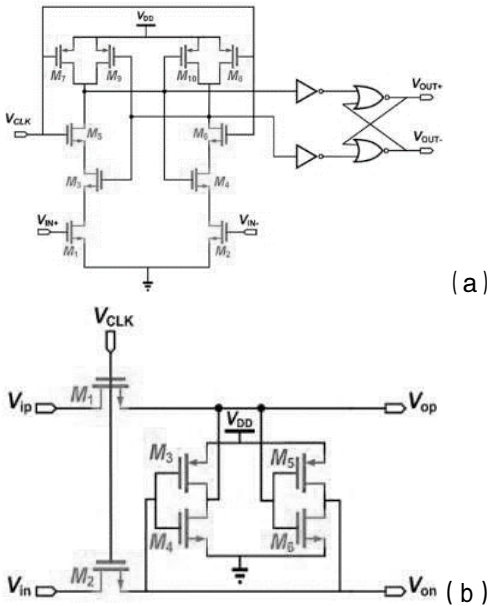 (a)
VDD
M7 M9 M10 M8
VOUT+
VCLK M5 M6
VOUT-
M3 M4
VIN+ VIN-
M1 M2
(b)
VCLK
Vip M1 Vop
VDD
M3 M5
M4 M6
Vin M2 Von